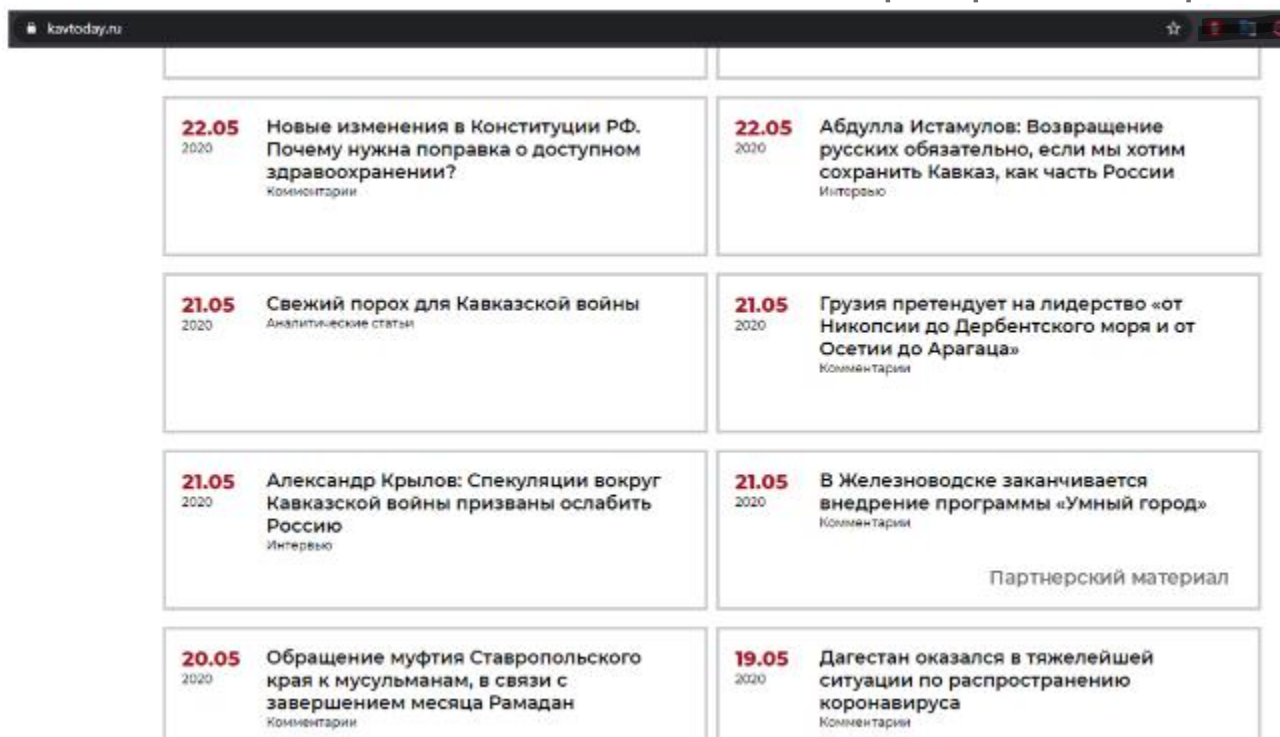 kavtoday.ru
22.05
2020
Новые изменения в Конституции РФ.
Почему нужна поправка о доступном
здравоохранении?
Комментарии
22.05
2020
Абдулла Истамулов: Возвращение
русских обязательно, если мы хотим
сохранить Кавказ, как часть России
Интервью
21.05
2020
Свежий порох для Кавказской войны
Аналитические статьи
21.05
2020
Грузия претендует на лидерство «от
Никопсии до Дербентского моря и от
Осетии до Арагаца»
Комментарии
21.05
2020
Александр Крылов: Спекуляции вокруг
Кавказской войны призваны ослабить
Россию
Интервью
21.05
2020
В Железноводске заканчивается
внедрение программы «Умный город»
Комментарии
Партнерский материал
20.05
2020
Обращение муфтия Ставропольского
края к мусульманам, в связи с
завершением месяца Рамадан
Комментарии
19.05
2020
Дагестан оказался в тяжелейшей
ситуации по распространению
коронавируса
Комментарии